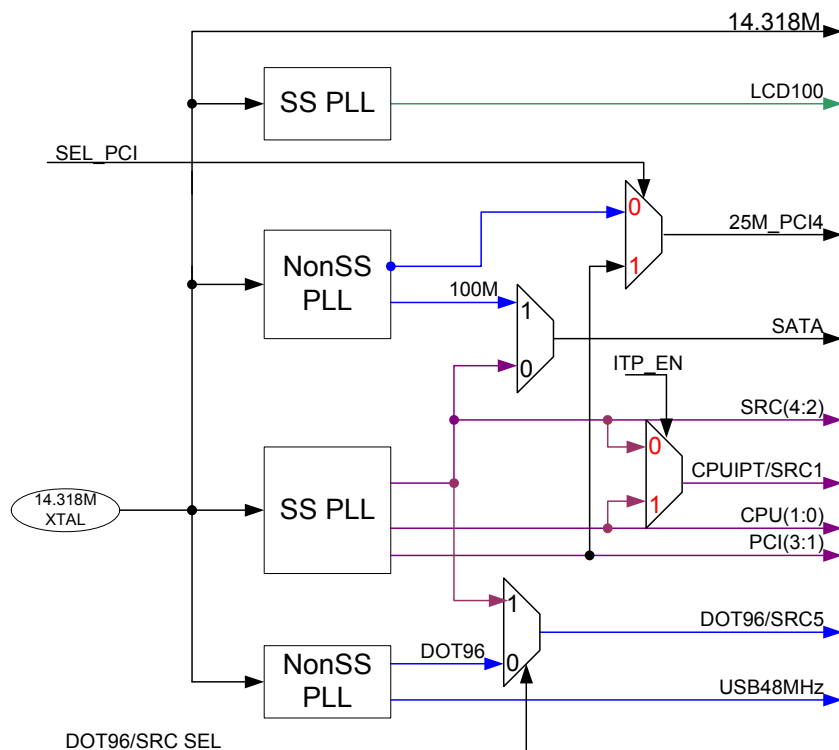 14.318M
SS PLL
LCD100
SEL_PCI
0
25M_PCI4
NonSS
PLL
1
100M
1
SATA
0
ITP_EN
SRC(4:2)
0
CPUIPT/SRC1
14.318M
XTAL
SS PLL
1
CPU(1:0)
PCI(3:1)
1
DOT96/SRC5
NonSS
PLL
DOT96
0
USB48MHz
DOT96/SRC SEL